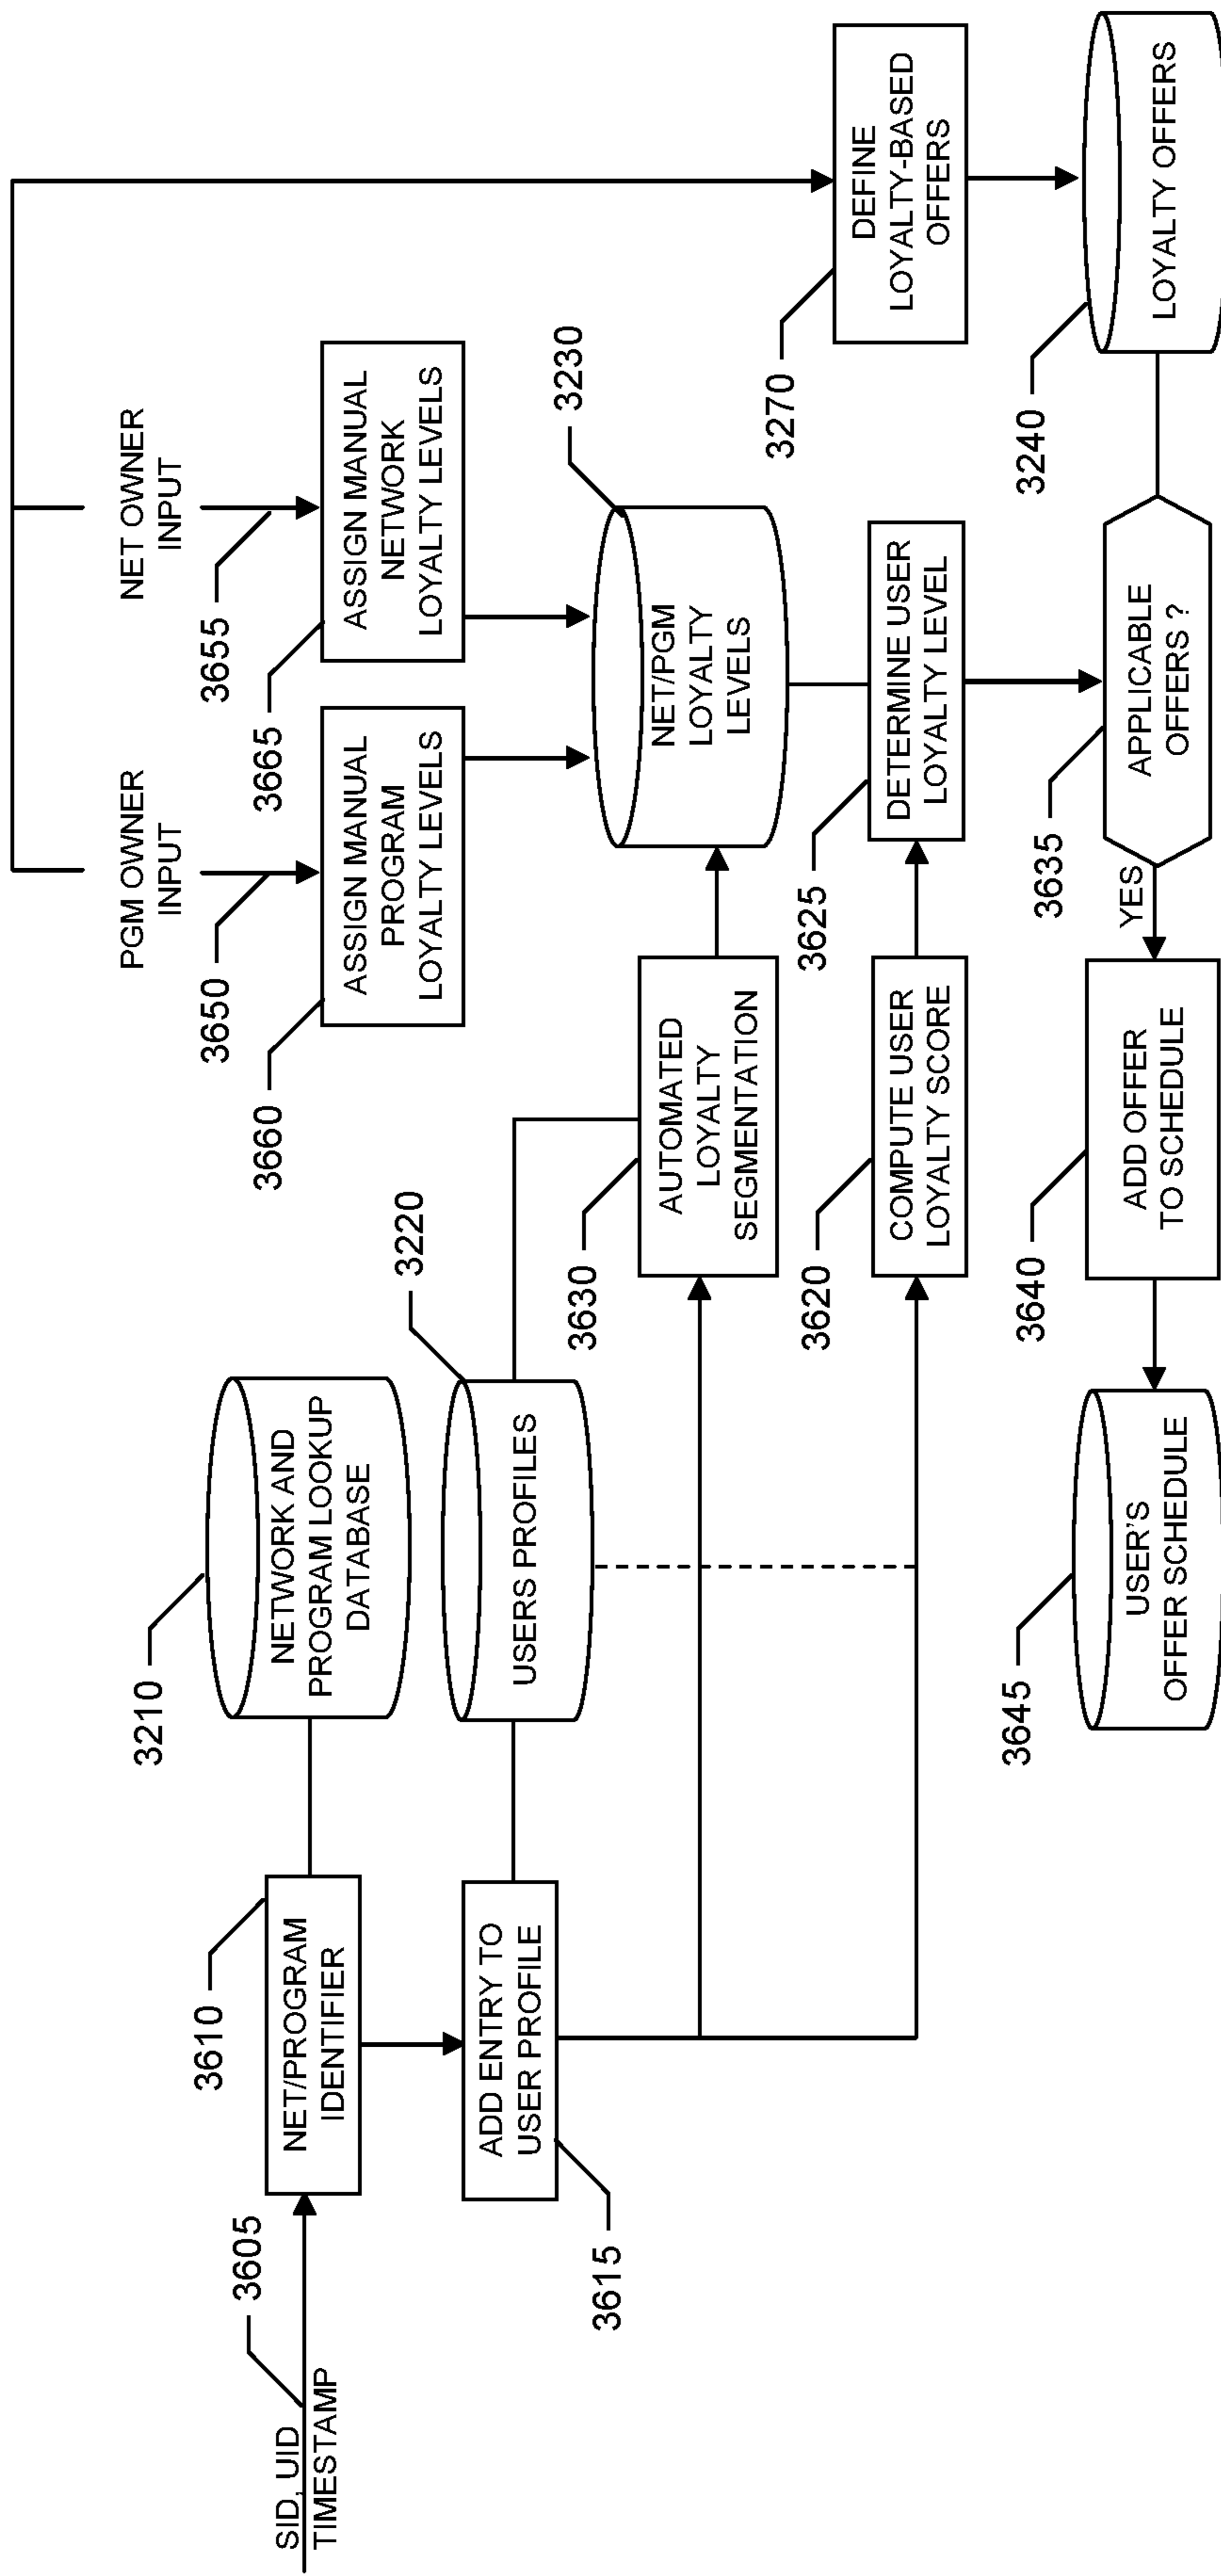 SID, UID
TIMESTAMP
3605
3610
NET/PROGRAM
IDENTIFIER
3210
NETWORK AND
PROGRAM LOOKUP
DATABASE
3615
ADD ENTRY TO
USER PROFILE
3220
USERS PROFILES
PGM OWNER
INPUT
3650
3660
ASSIGN MANUAL
PROGRAM
LOYALTY LEVELS
NET OWNER
INPUT
3655
3665
ASSIGN MANUAL
NETWORK
LOYALTY LEVELS
3630
AUTOMATED
LOYALTY
SEGMENTATION
3230
NET/PGM
LOYALTY
LEVELS
3620
COMPUTE USER
LOYALTY SCORE
3625
DETERMINE USER
LOYALTY LEVEL
3270
DEFINE
LOYALTY-BASED
OFFERS
3645
USER'S
OFFER SCHEDULE
3640
ADD OFFER
TO SCHEDULE
YES
3635
APPLICABLE
OFFERS ?
3240
LOYALTY OFFERS